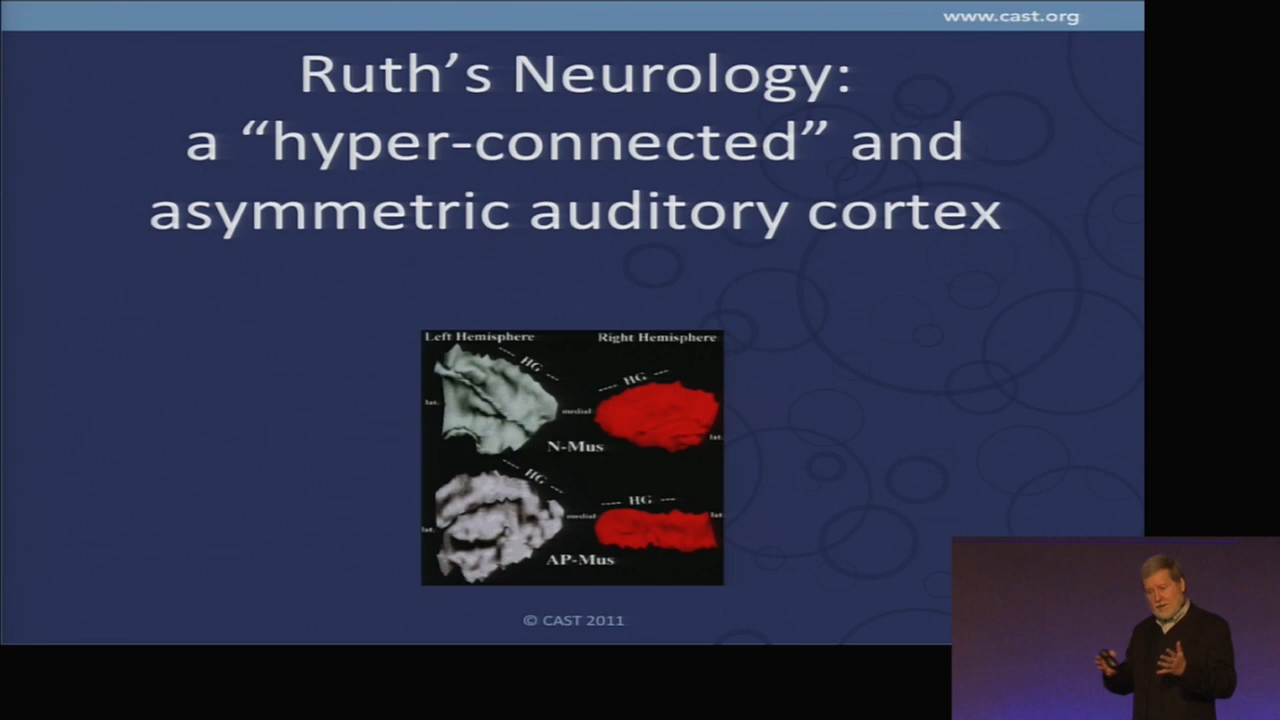 www.cast.org
Ruth's Neurology:
a “hyper-connected” and
asymmetric auditory cortex
Left Hemisphere Right Hemisphere
--- HG --- --- HG ---
lat. medial lat.
N-Mus
--- HG --- --- HG ---
lat. medial lat.
AP-Mus
© CAST 2011